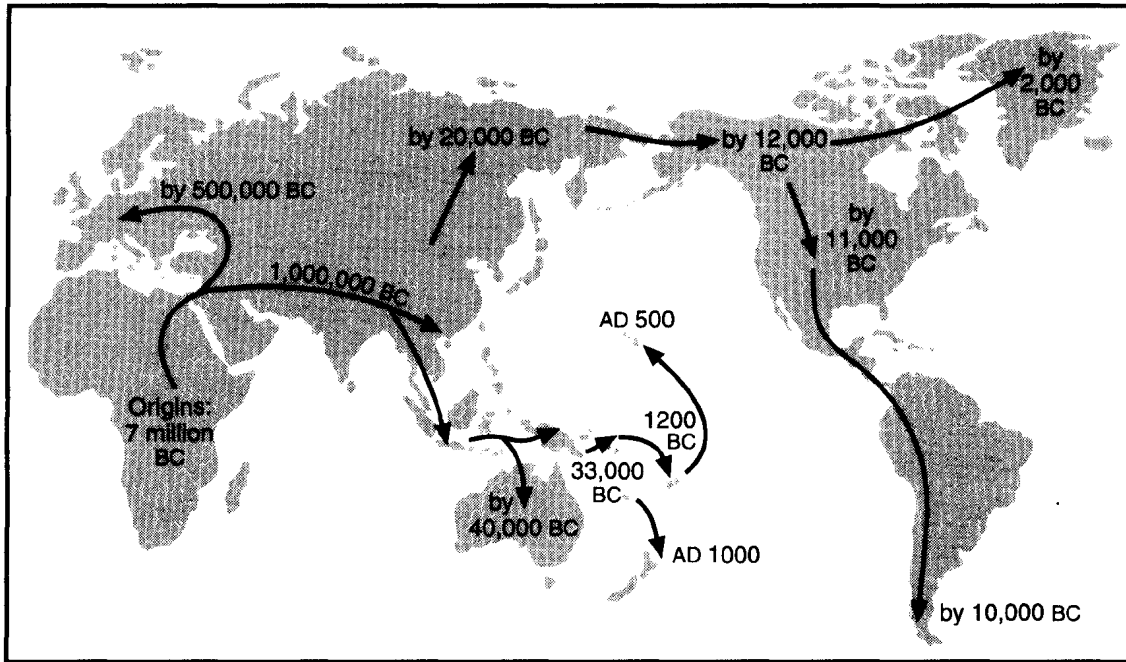 by
2,000
BC
by 20,000 BC
by 12,000
BC
by 500,000 BC
by
11,000
BC
1,000,000 BC
AD 500
Origins:
7 million
BC
1200
BC
33,000
BC
by
40,000 BC
AD 1000
by 10,000 BC